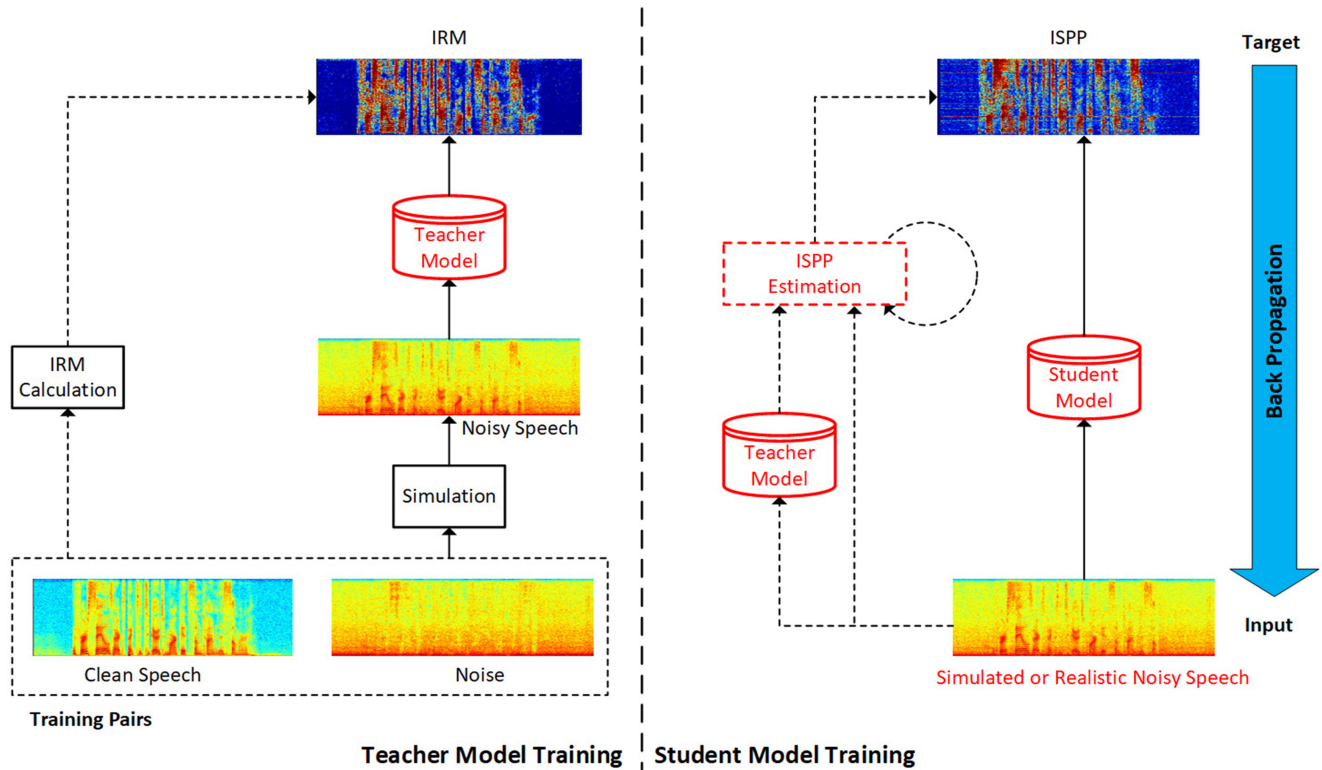 IRM
Teacher
Model
IRM
Calculation
Noisy Speech
Simulation
Clean Speech
Noise
Training Pairs
Teacher Model Training
ISPP
Target
ISPP
Estimation
Student
Model
Teacher
Model
Back Propagation
Input
Simulated or Realistic Noisy Speech
Student Model Training